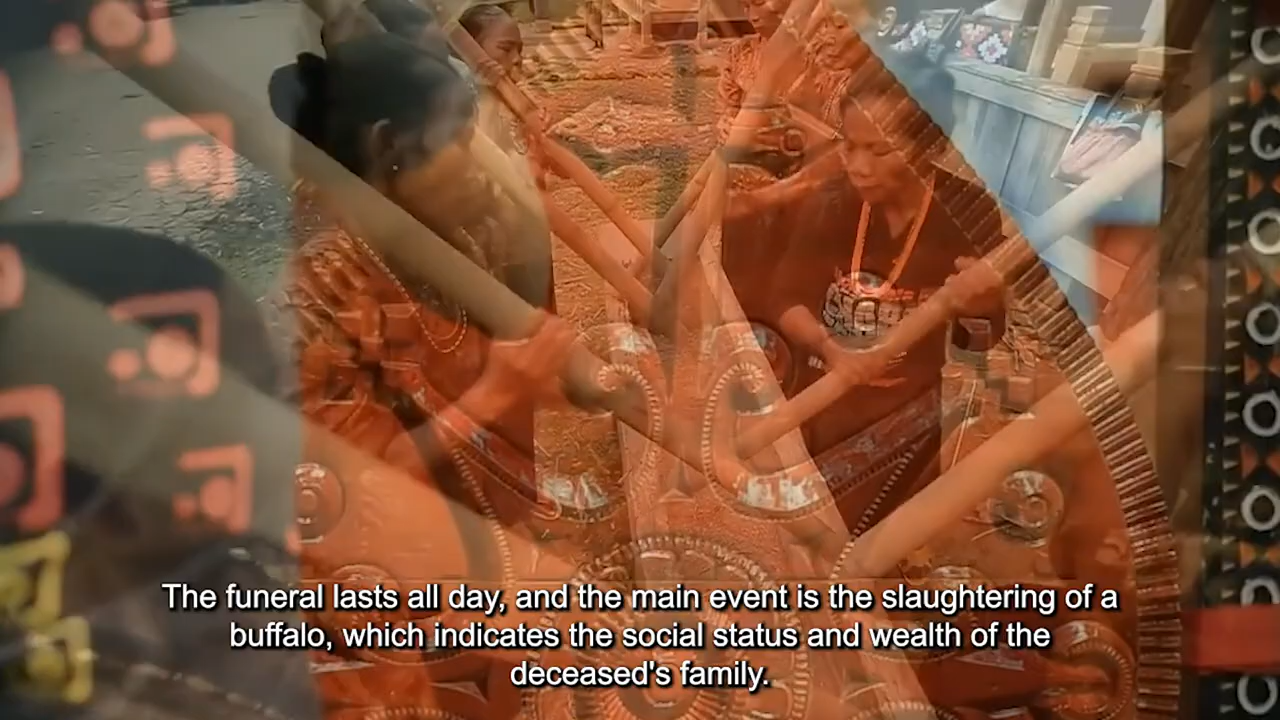 The funeral lasts all day, and the main event is the slaughtering of a
buffalo, which indicates the social status and wealth of the
deceased's family.